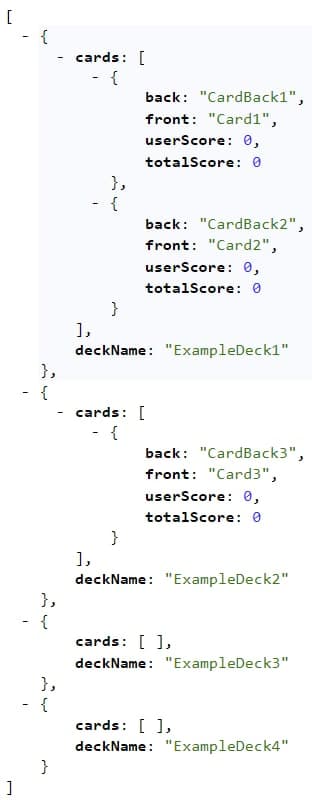 [
- {
- cards: [
- {
back: "CardBack1",
front: "Card1",
userScore: 0,
totalScore: 0
},
- {
back: "CardBack2",
front: "Card2",
userScore: 0,
totalScore: 0
}
],
deckName: "ExampleDeck1"
},
- {
- cards: [
- {
back: "CardBack3",
front: "Card3",
userScore: 0,
totalScore: 0
}
],
deckName: "ExampleDeck2"
},
- {
cards: [ ],
deckName: "ExampleDeck3"
},
- {
cards: [ ],
deckName: "ExampleDeck4"
}
]